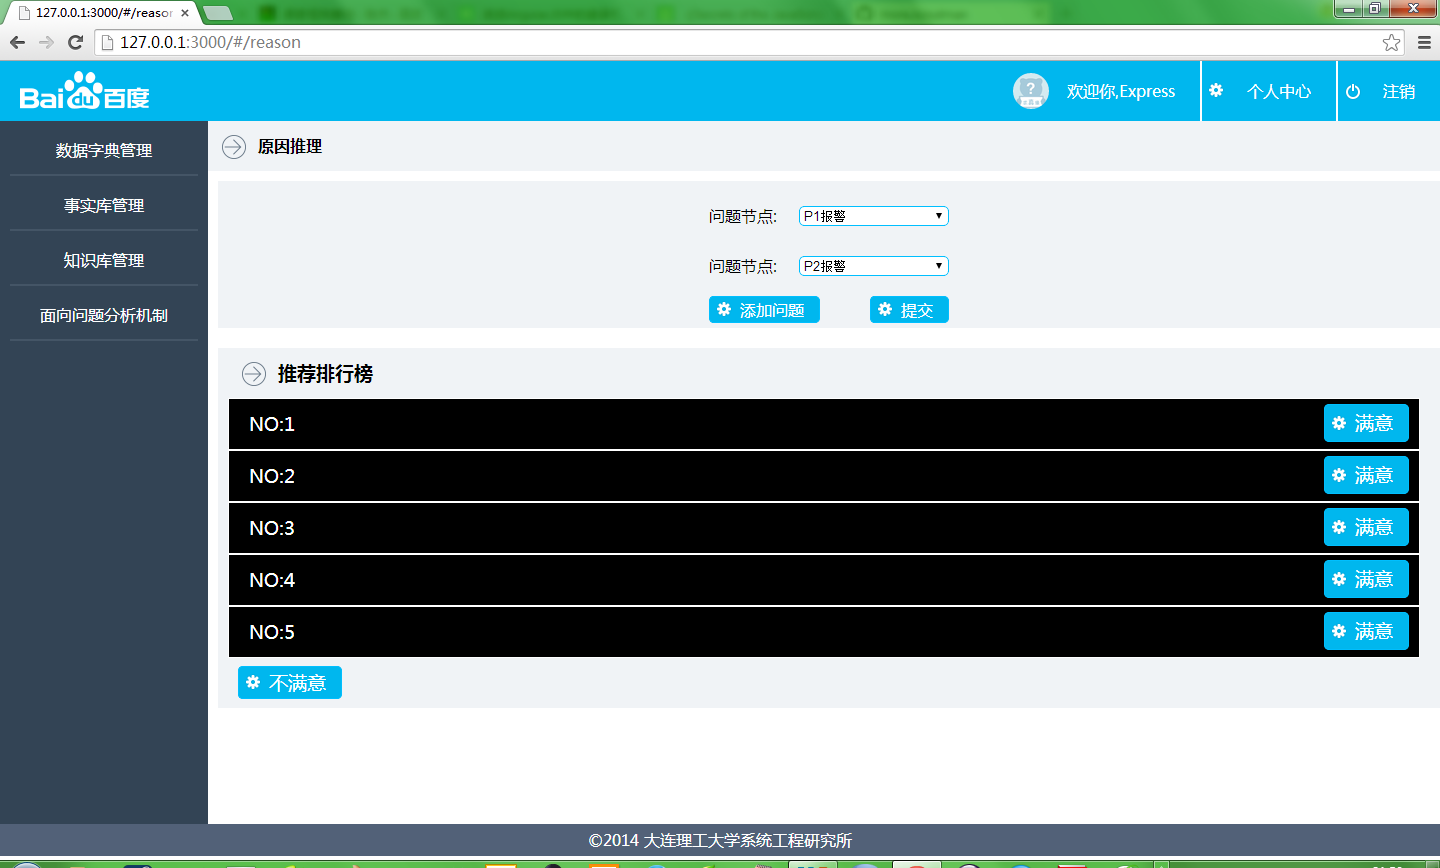 127.0.0.1:3000/#/reason
127.0.0.1:3000/#/reason
Bai du 百度
欢迎你,Express
个人中心
注销
数据字典管理
事实库管理
知识库管理
面向问题分析机制
原因推理
问题节点: P1报警
问题节点: P2报警
添加问题 提交
推荐排行榜
NO:1 满意
NO:2 满意
NO:3 满意
NO:4 满意
NO:5 满意
不满意
©2014 大连理工大学系统工程研究所